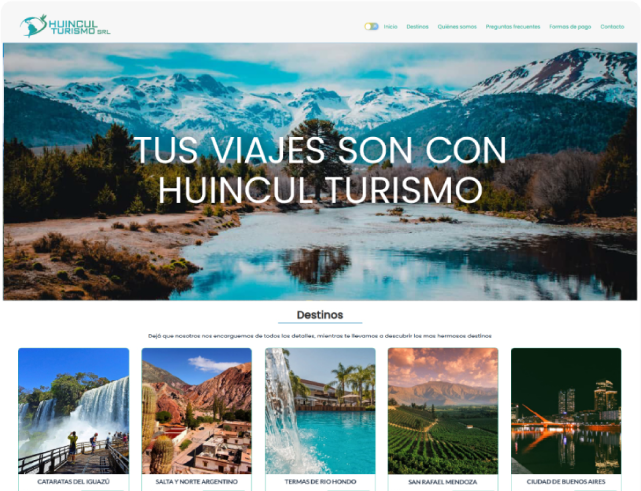 HUINCUL
TURISMO SRL
Inicio Destinos Quiénes somos Preguntas frecuentes Formas de pago Contacto
TUS VIAJES SON CON
HUINCUL TURISMO
Destinos
Dejá que nosotros nos encarguemos de todos los detalles, mientras te llevamos a descubrir los mas hermosos destinos
CATARATAS DEL IGUAZÚ SALTA Y NORTE ARGENTINO TERMAS DE RIO HONDO SAN RAFAEL MENDOZA CIUDAD DE BUENOS AIRES